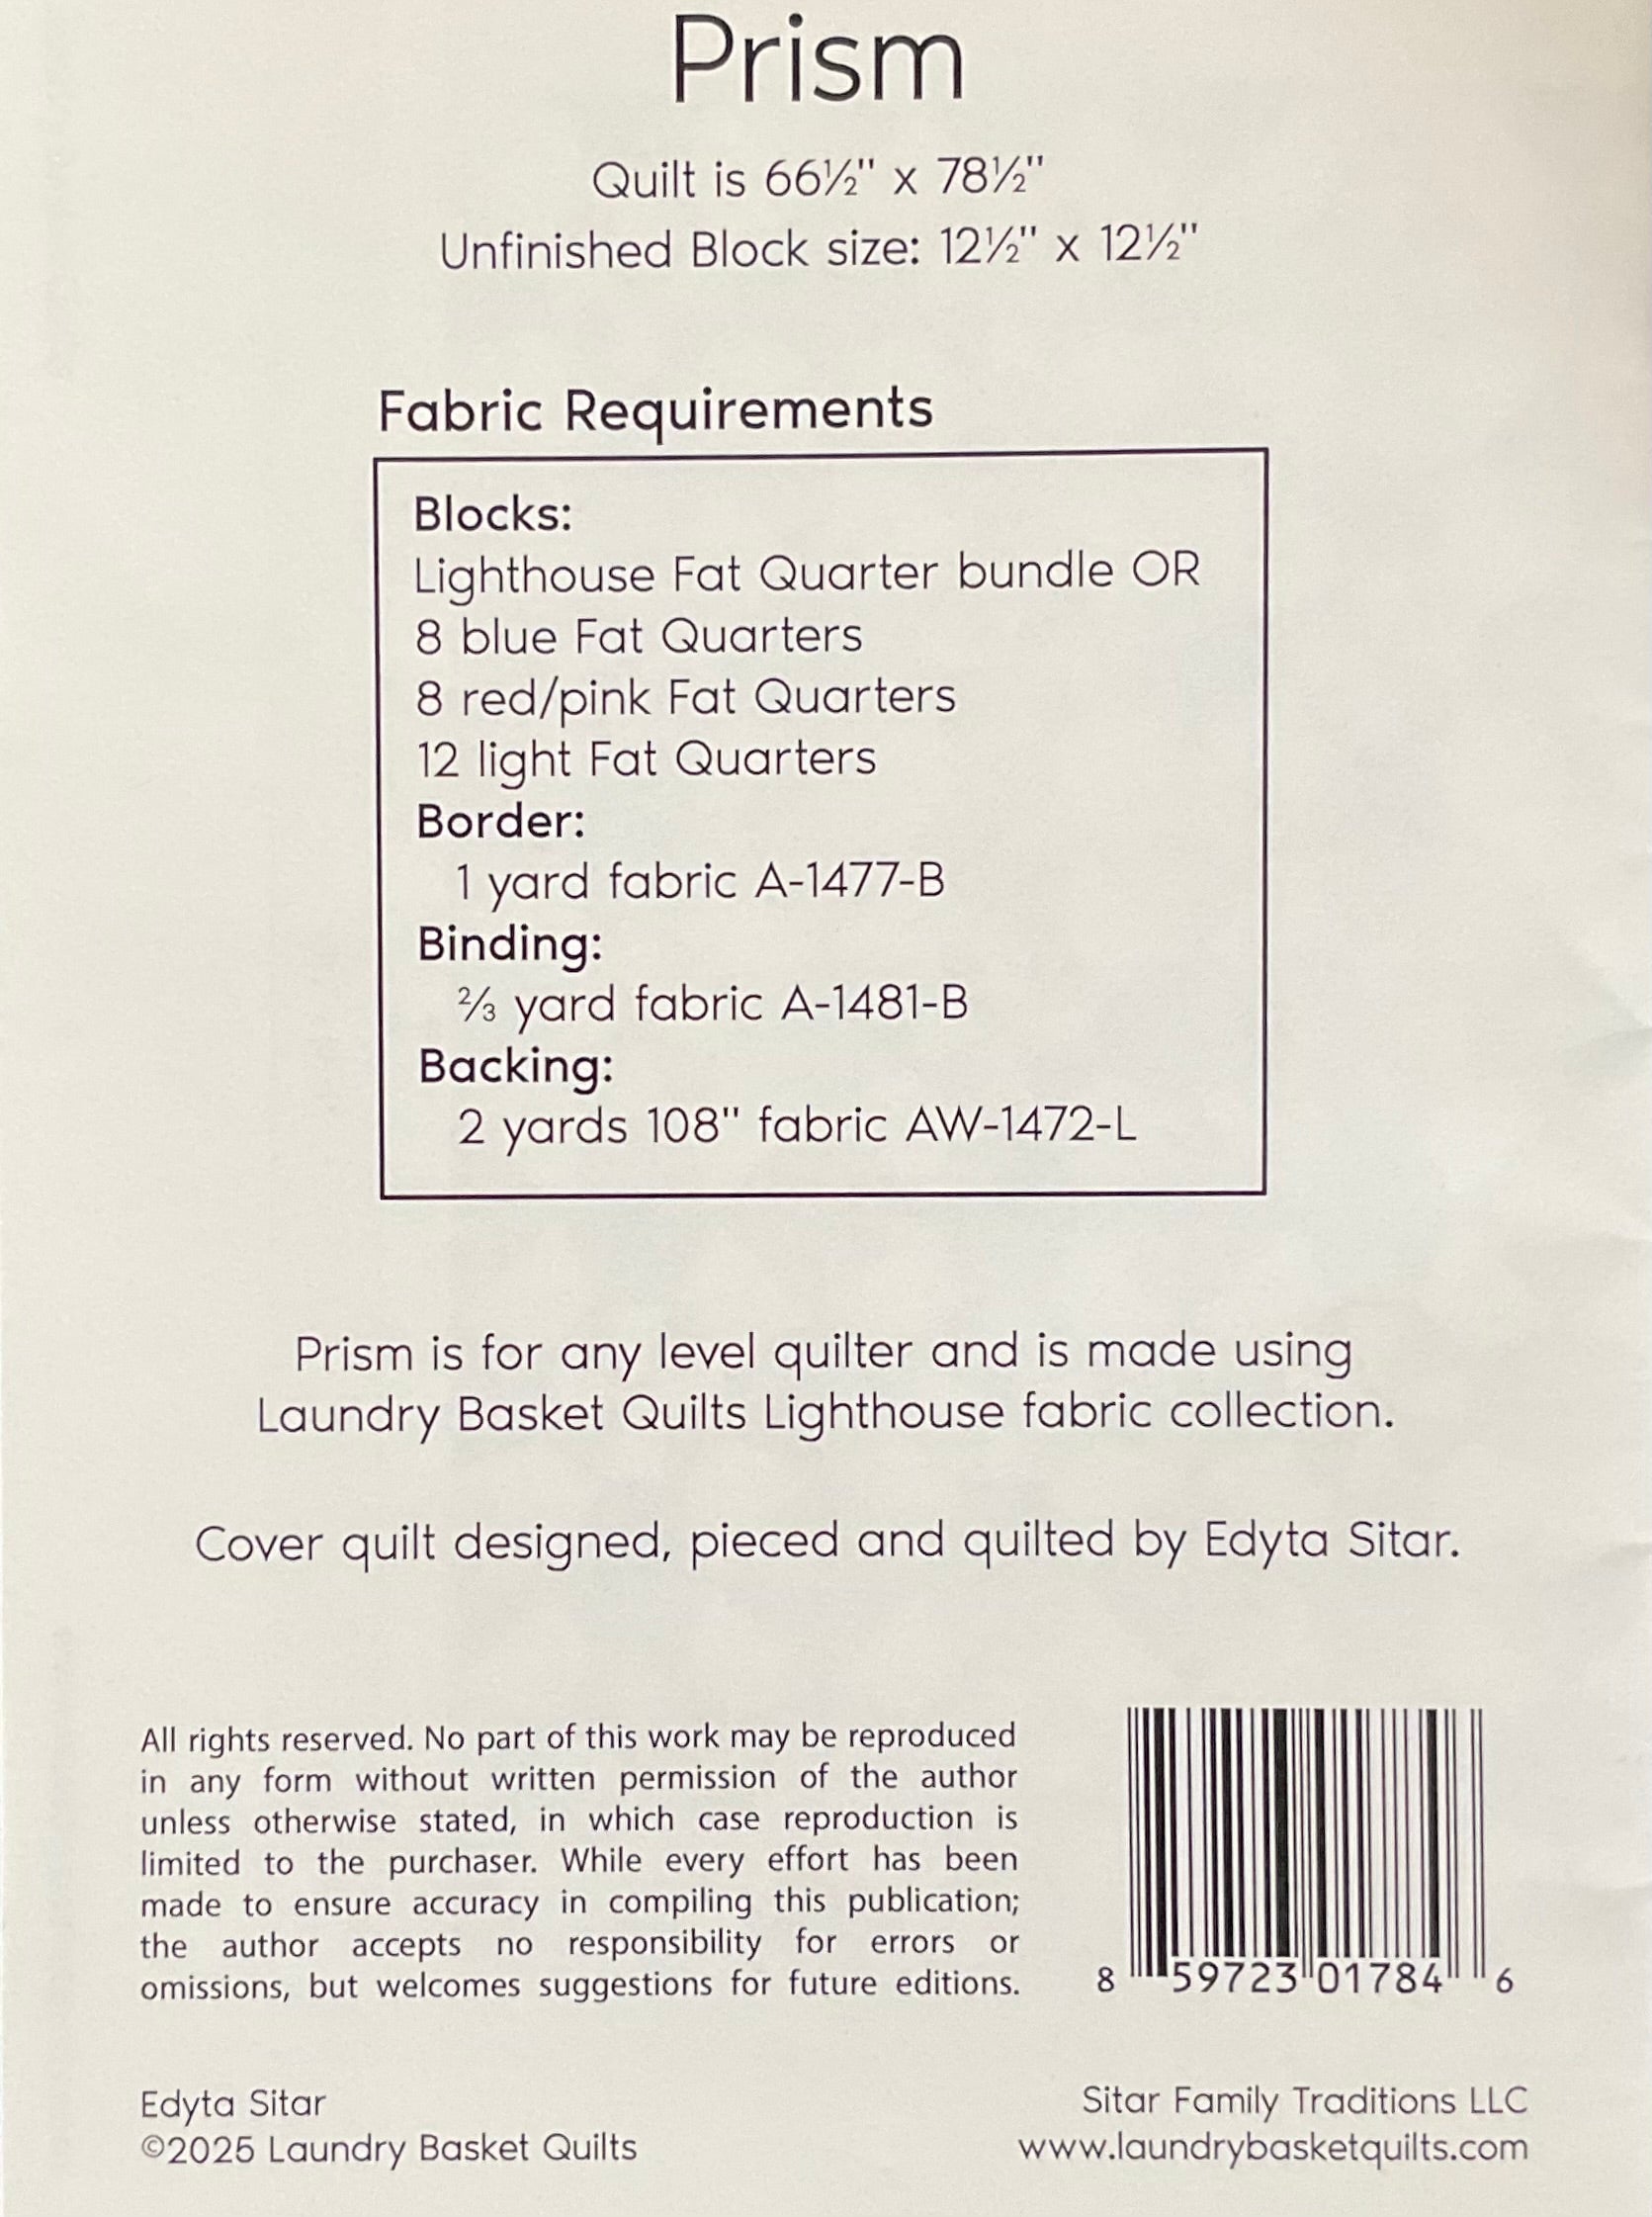 Prism
Quilt is 66½" x 78½"
Unfinished Block size: 12½" x 12½"
Fabric Requirements
Blocks:
Lighthouse Fat Quarter bundle OR
8 blue Fat Quarters
8 red/pink Fat Quarters
12 light Fat Quarters
Border:
1 yard fabric A-1477-B
Binding:
⅔ yard fabric A-1481-B
Backing:
2 yards 108" fabric AW-1472-L
Prism is for any level quilter and is made using
Laundry Basket Quilts Lighthouse fabric collection.
Cover quilt designed, pieced and quilted by Edyta Sitar.
All rights reserved. No part of this work may be reproduced
in any form without written permission of the author
unless otherwise stated, in which case reproduction is
limited to the purchaser. While every effort has been
made to ensure accuracy in compiling this publication;
the author accepts no responsibility for errors or
omissions, but welcomes suggestions for future editions.
8 59723 01784 6
Edyta Sitar
©2025 Laundry Basket Quilts
Sitar Family Traditions LLC
www.laundrybasketquilts.com